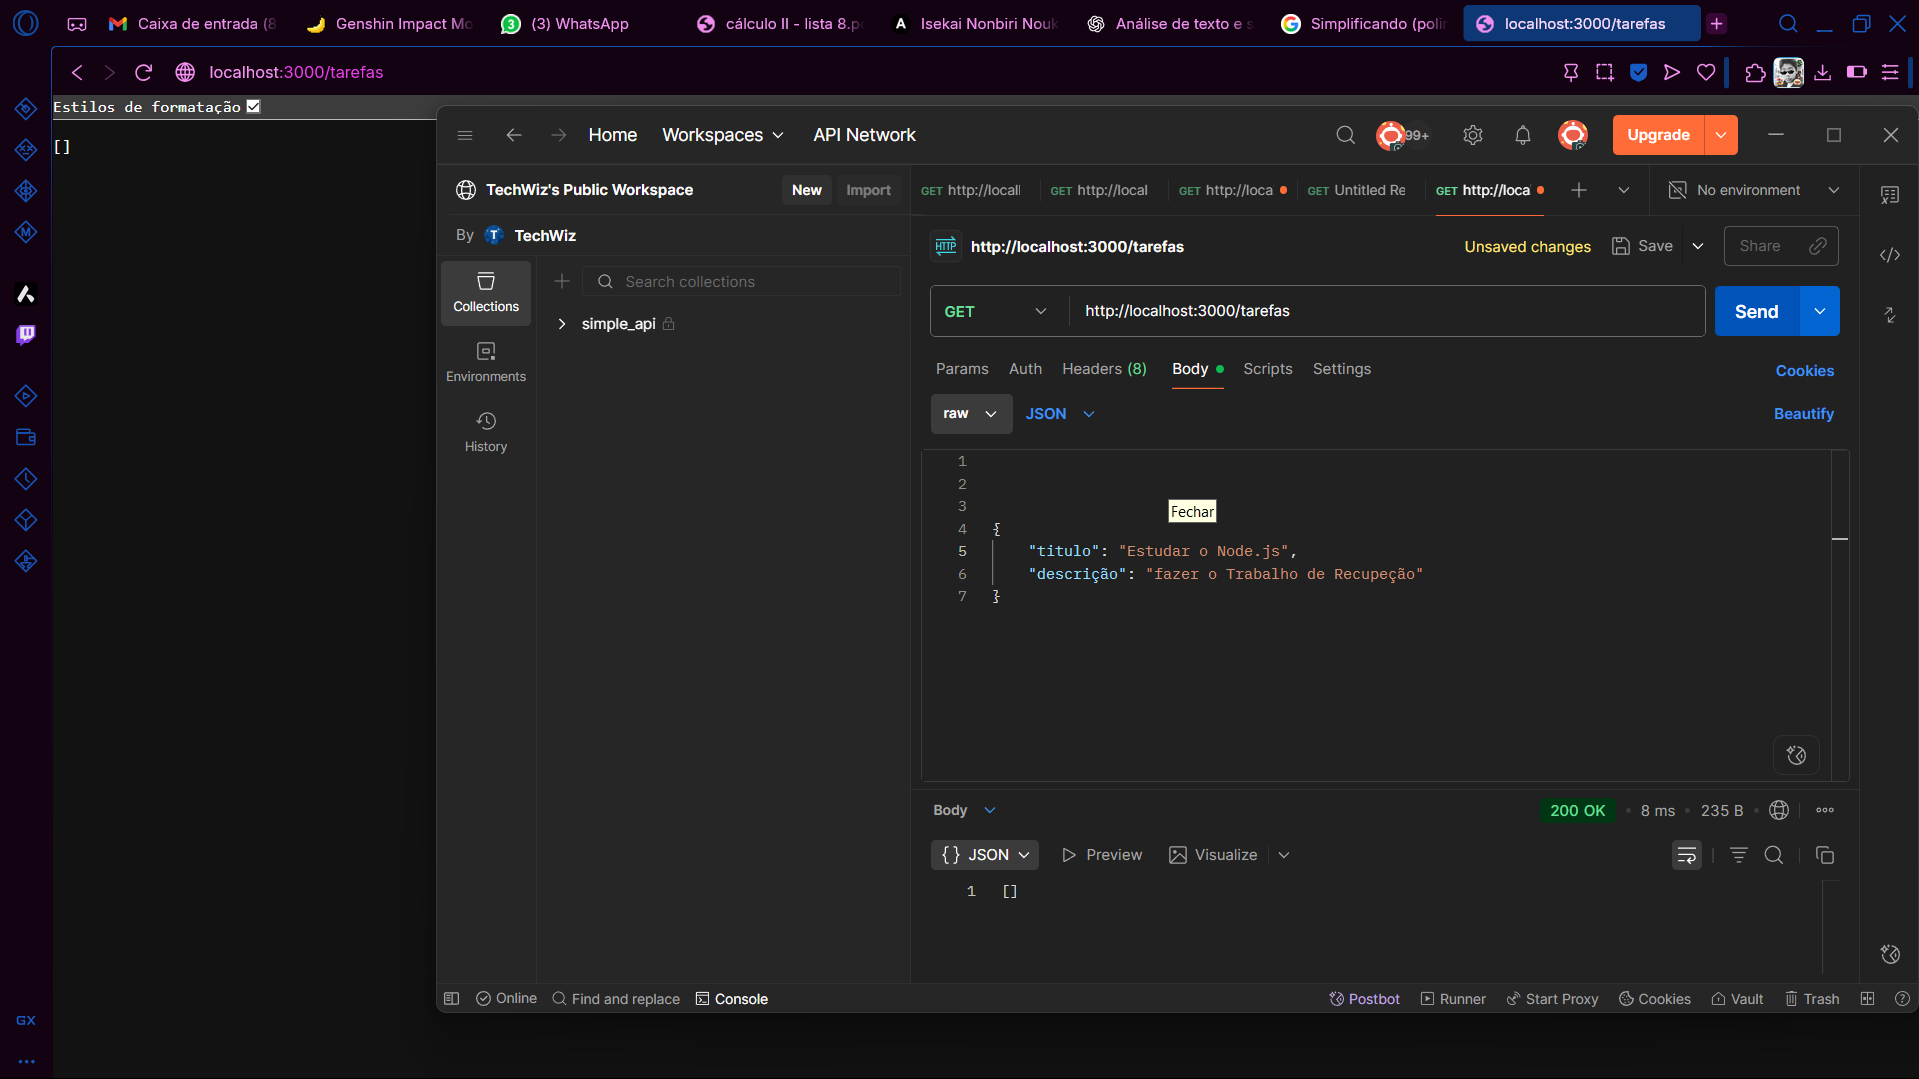 Caixa de entrada (8
Genshin Impact Mo
3
(3) WhatsApp
cálculo II - lista 8.p
Isekai Nonbiri Nouk
Análise de texto e s
Simplificando (poli
localhost:3000/tarefas
localhost:3000/tarefas
Estilos de formatação
[]
Home
Workspaces
API Network
99+
Upgrade
TechWiz's Public Workspace
New
Import
GET http://locall
GET http://local
GET http://loca
GET Untitled Re
GET http://loca
No environment
By
T
TechWiz
HTTP
http://localhost:3000/tarefas
Unsaved changes
Save
Share
Collections
Search collections
simple_api
GET
http://localhost:3000/tarefas
Send
Environments
Params
Auth
Headers (8)
Body
Scripts
Settings
Cookies
raw
JSON
Beautify
History
1
2
3
Fechar
4 {
5 "titulo": "Estudar o Node.js",
6 "descrição": "fazer o Trabalho de Recupeção"
7 }
Body
200 OK
8 ms
235 B
{} JSON
Preview
Visualize
1 []
Online
Find and replace
Console
Postbot
Runner
Start Proxy
Cookies
Vault
Trash
GX